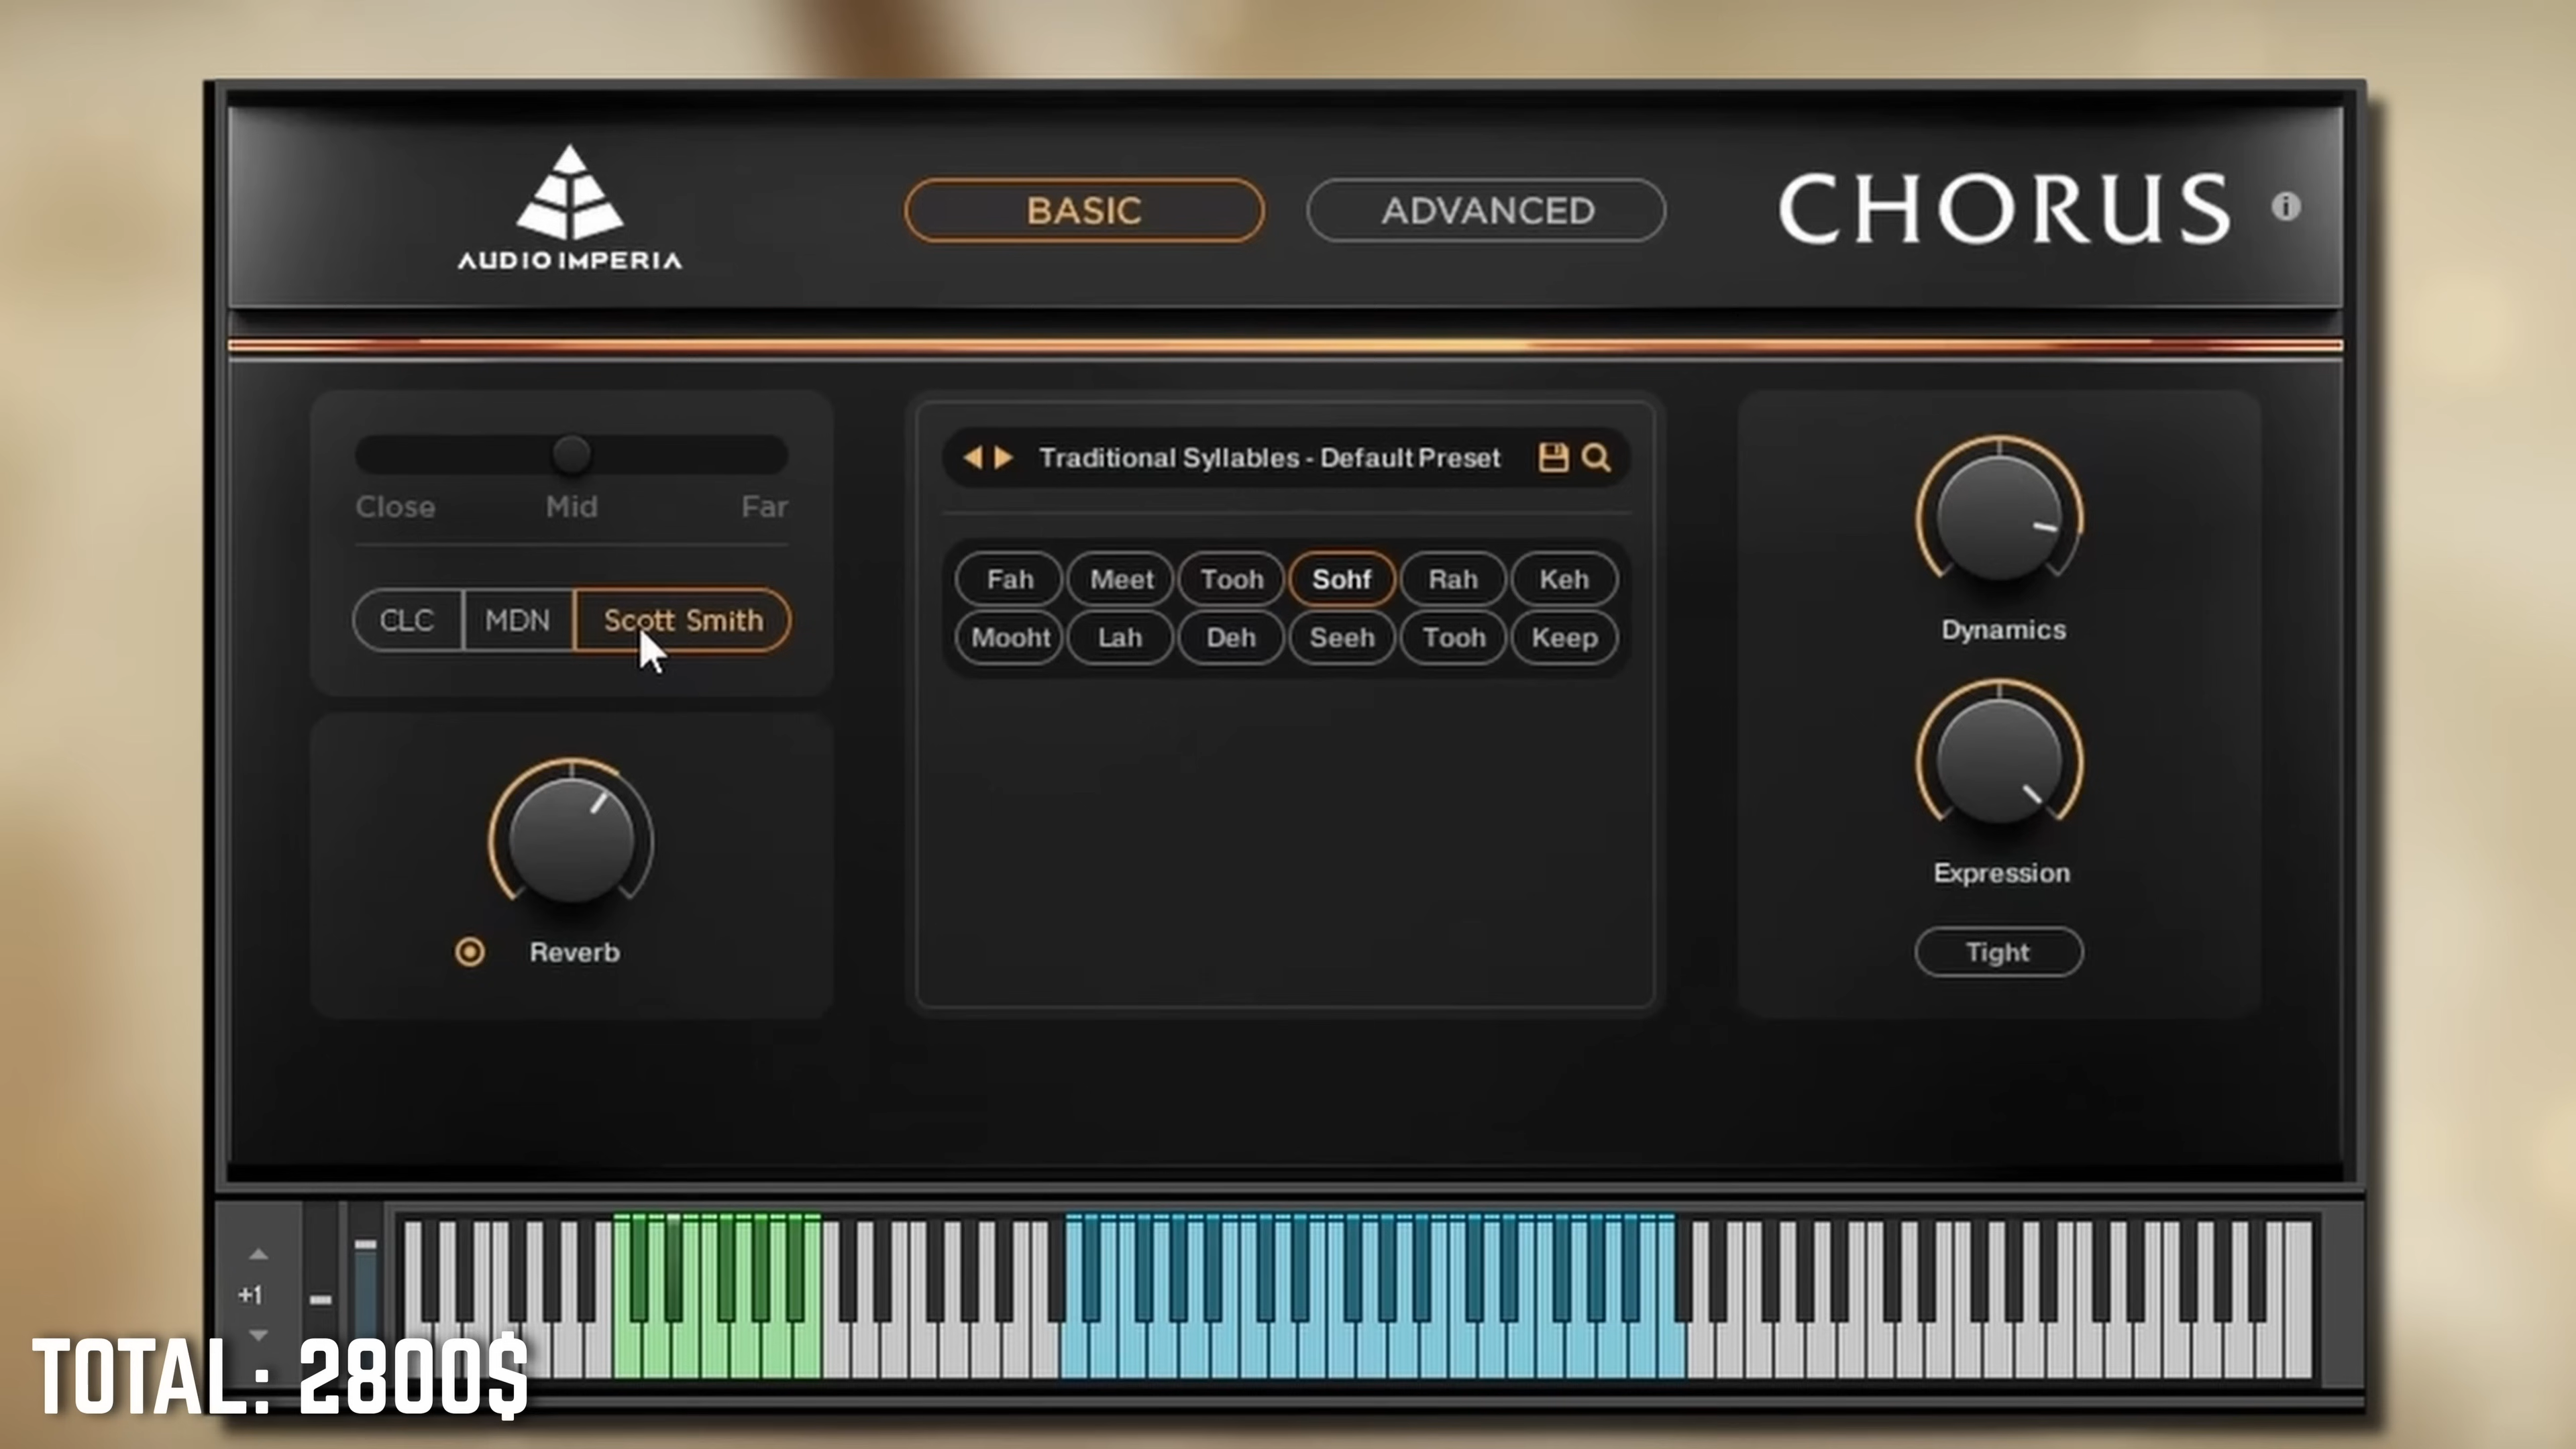 AUDIO IMPERIA
BASIC
ADVANCED
CHORUS
i
Close
Mid
Far
CLC
MDN
Scott Smith
Reverb
Traditional Syllables - Default Preset
Fah
Meet
Tooh
Sohf
Rah
Keh
Mooht
Lah
Deh
Seeh
Tooh
Keep
Dynamics
Expression
Tight
+1
TOTAL: 2800$